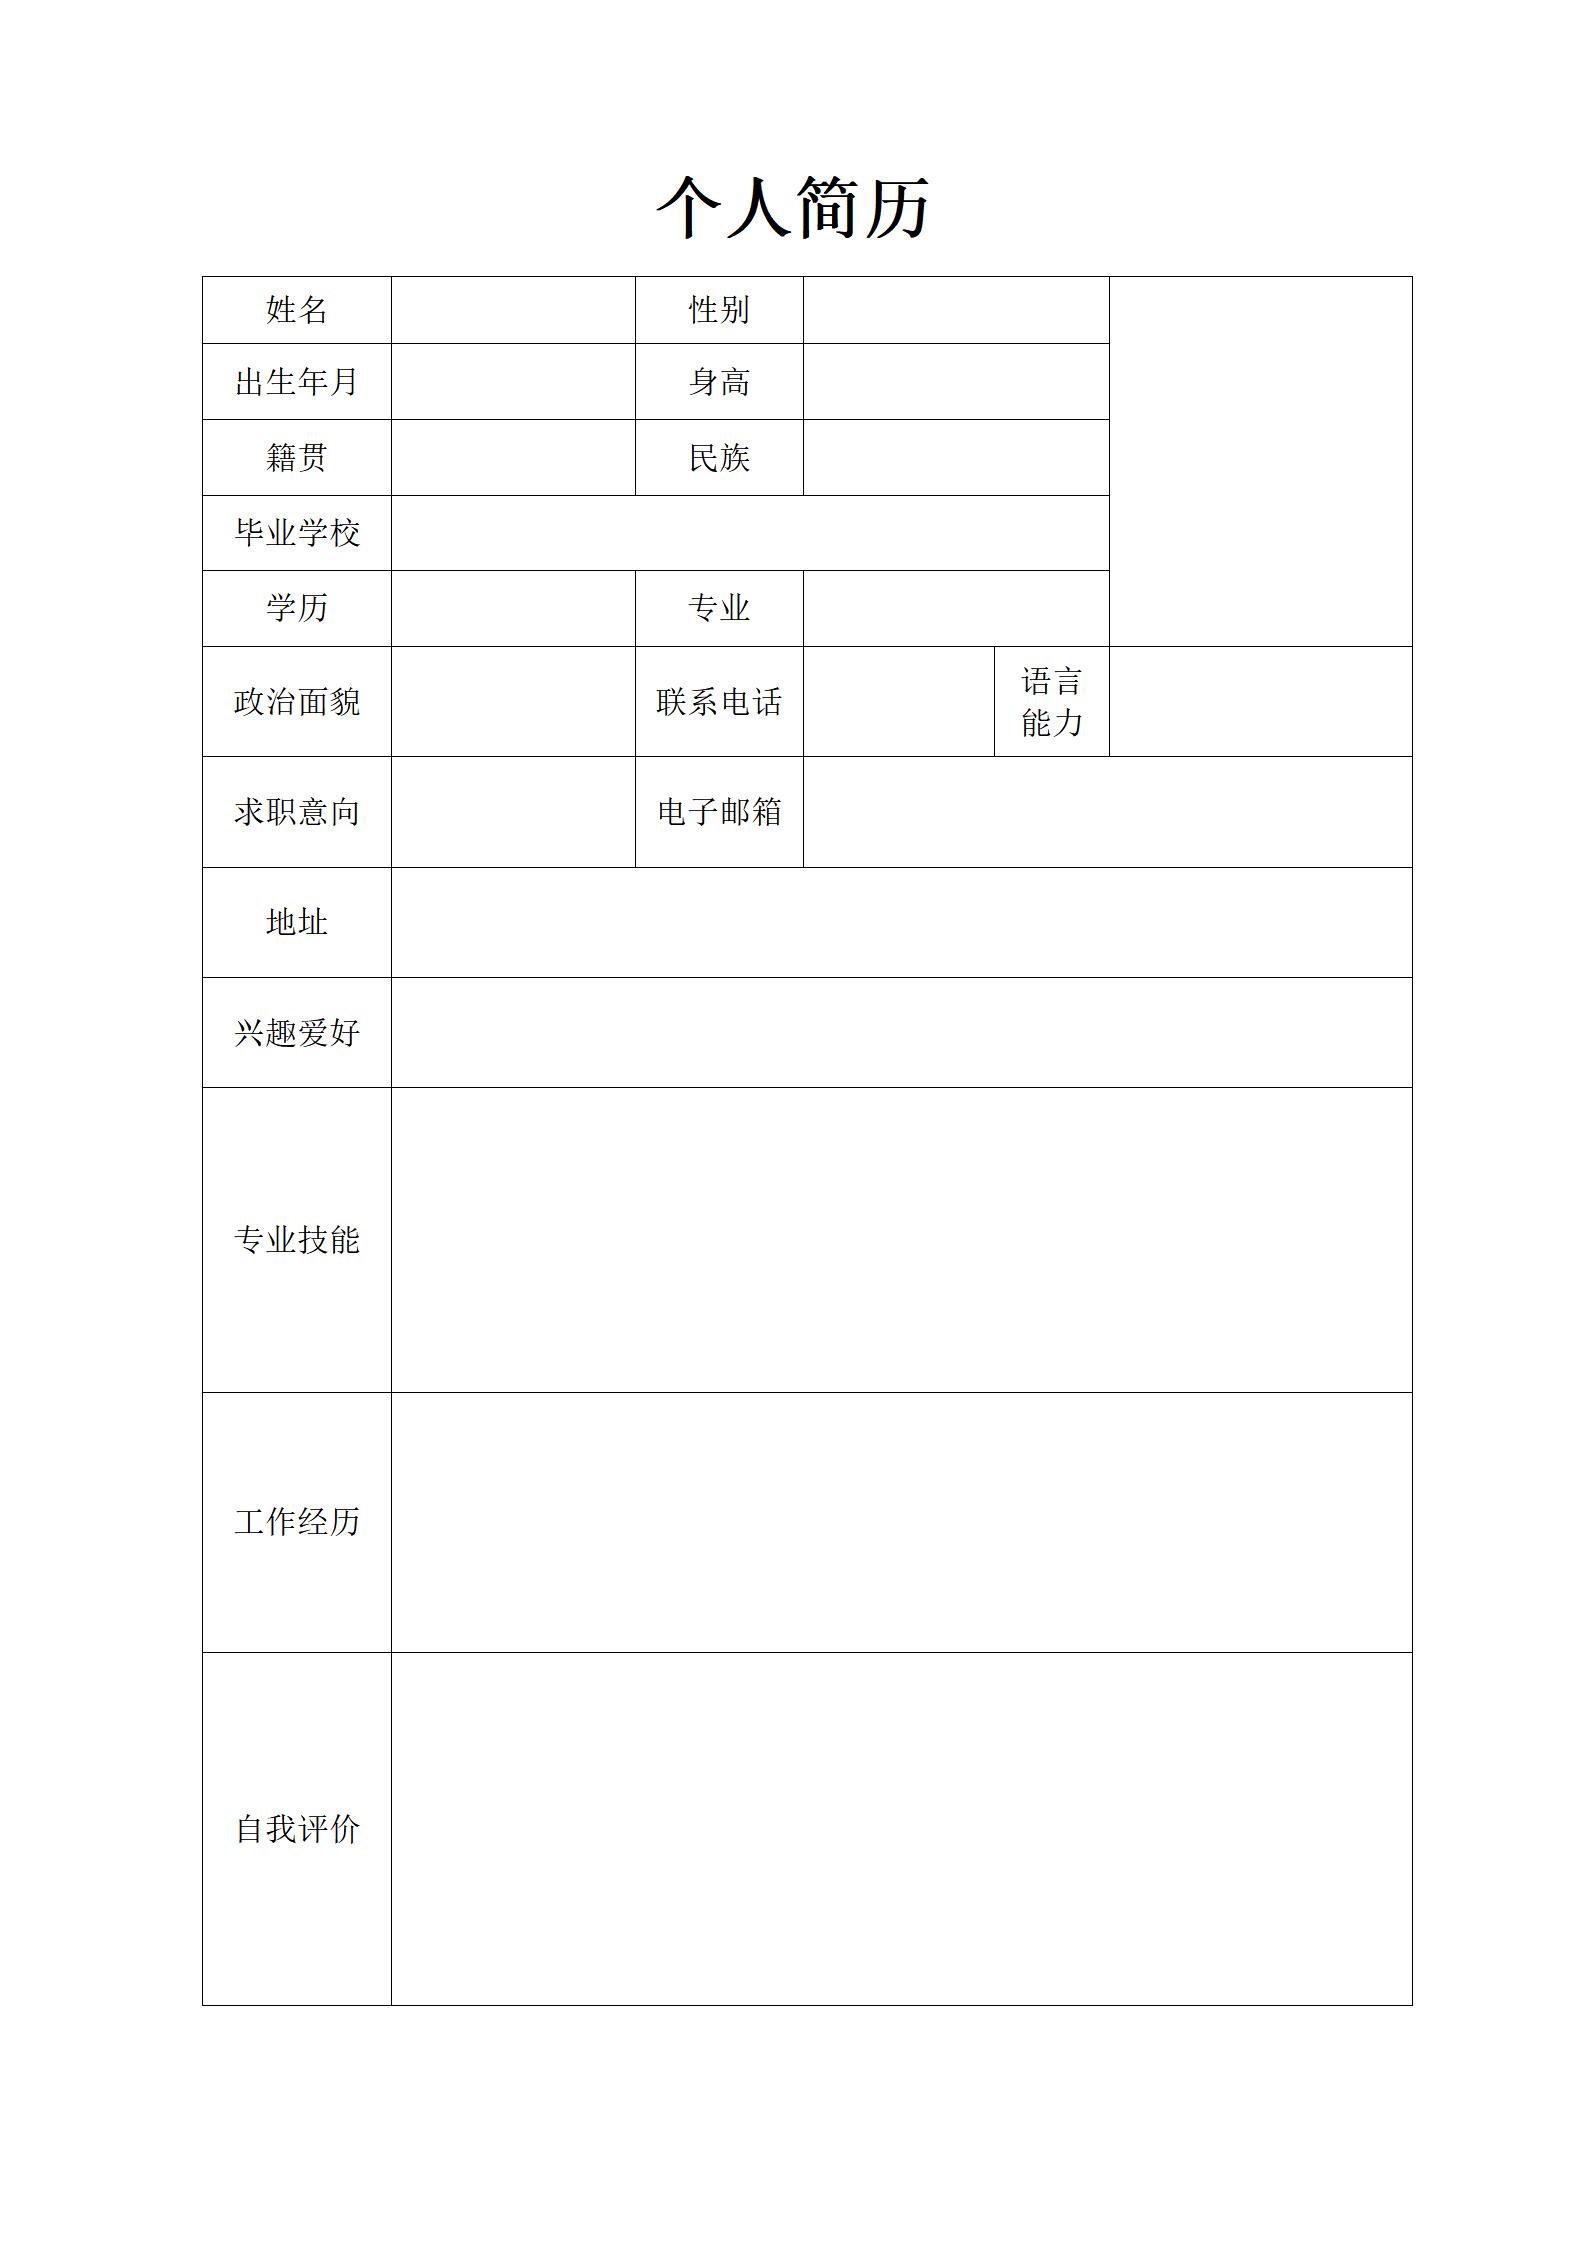 个人简历
姓名 性别
出生年月 身高
籍贯 民族
毕业学校
学历 专业
政治面貌 联系电话 语言
能力
求职意向 电子邮箱
地址
兴趣爱好
专业技能
工作经历
自我评价